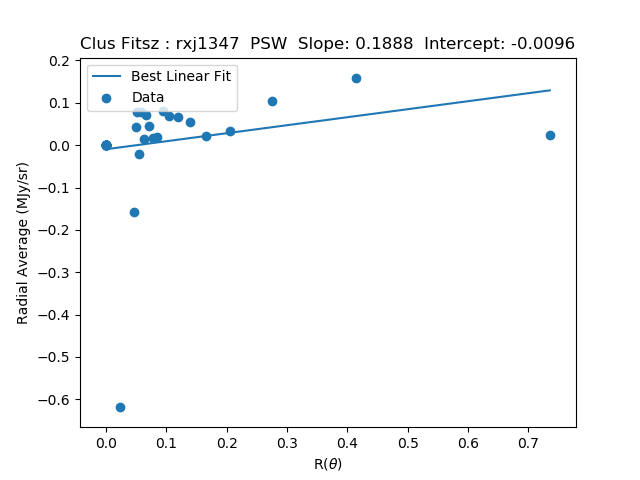 Clus Fitsz : rxj1347  PSW  Slope: 0.1888  Intercept: -0.0096
Best Linear Fit
Data
0.2
0.1
0.0
−0.1
−0.2
−0.3
−0.4
−0.5
−0.6
Radial Average (MJy/sr)
0.0 0.1 0.2 0.3 0.4 0.5 0.6 0.7
R(θ)